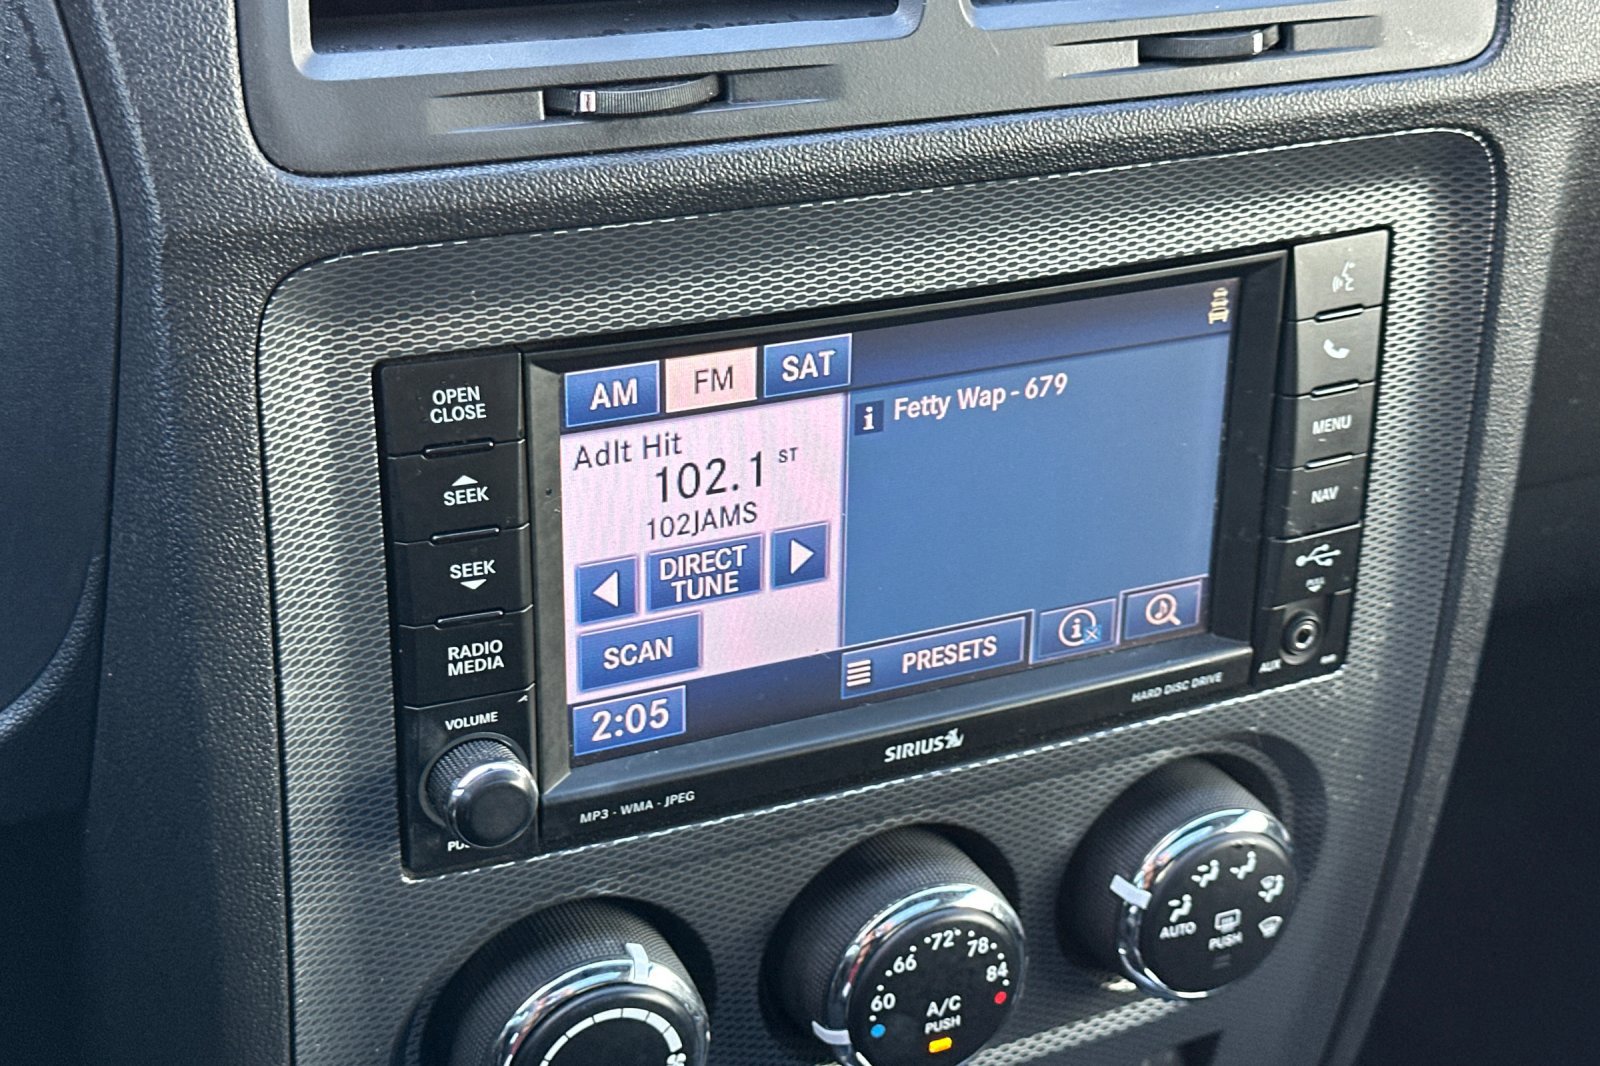 OPEN
CLOSE
SEEK
SEEK
RADIO
MEDIA
VOLUME
AM FM SAT
Adlt Hit
102.1 ST
102JAMS
DIRECT
TUNE
SCAN
2:05
i Fetty Wap - 679
PRESETS
i
MENU
NAV
AUX
HARD DISC DRIVE
SIRIUS
MP3 - WMA - JPEG
60 66 72 78 84
A/C
PUSH
AUTO
PUSH